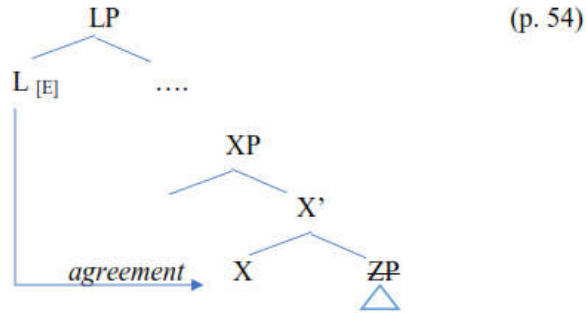 LP (p. 54)
L [E] ….
XP
X’
agreement X ZP